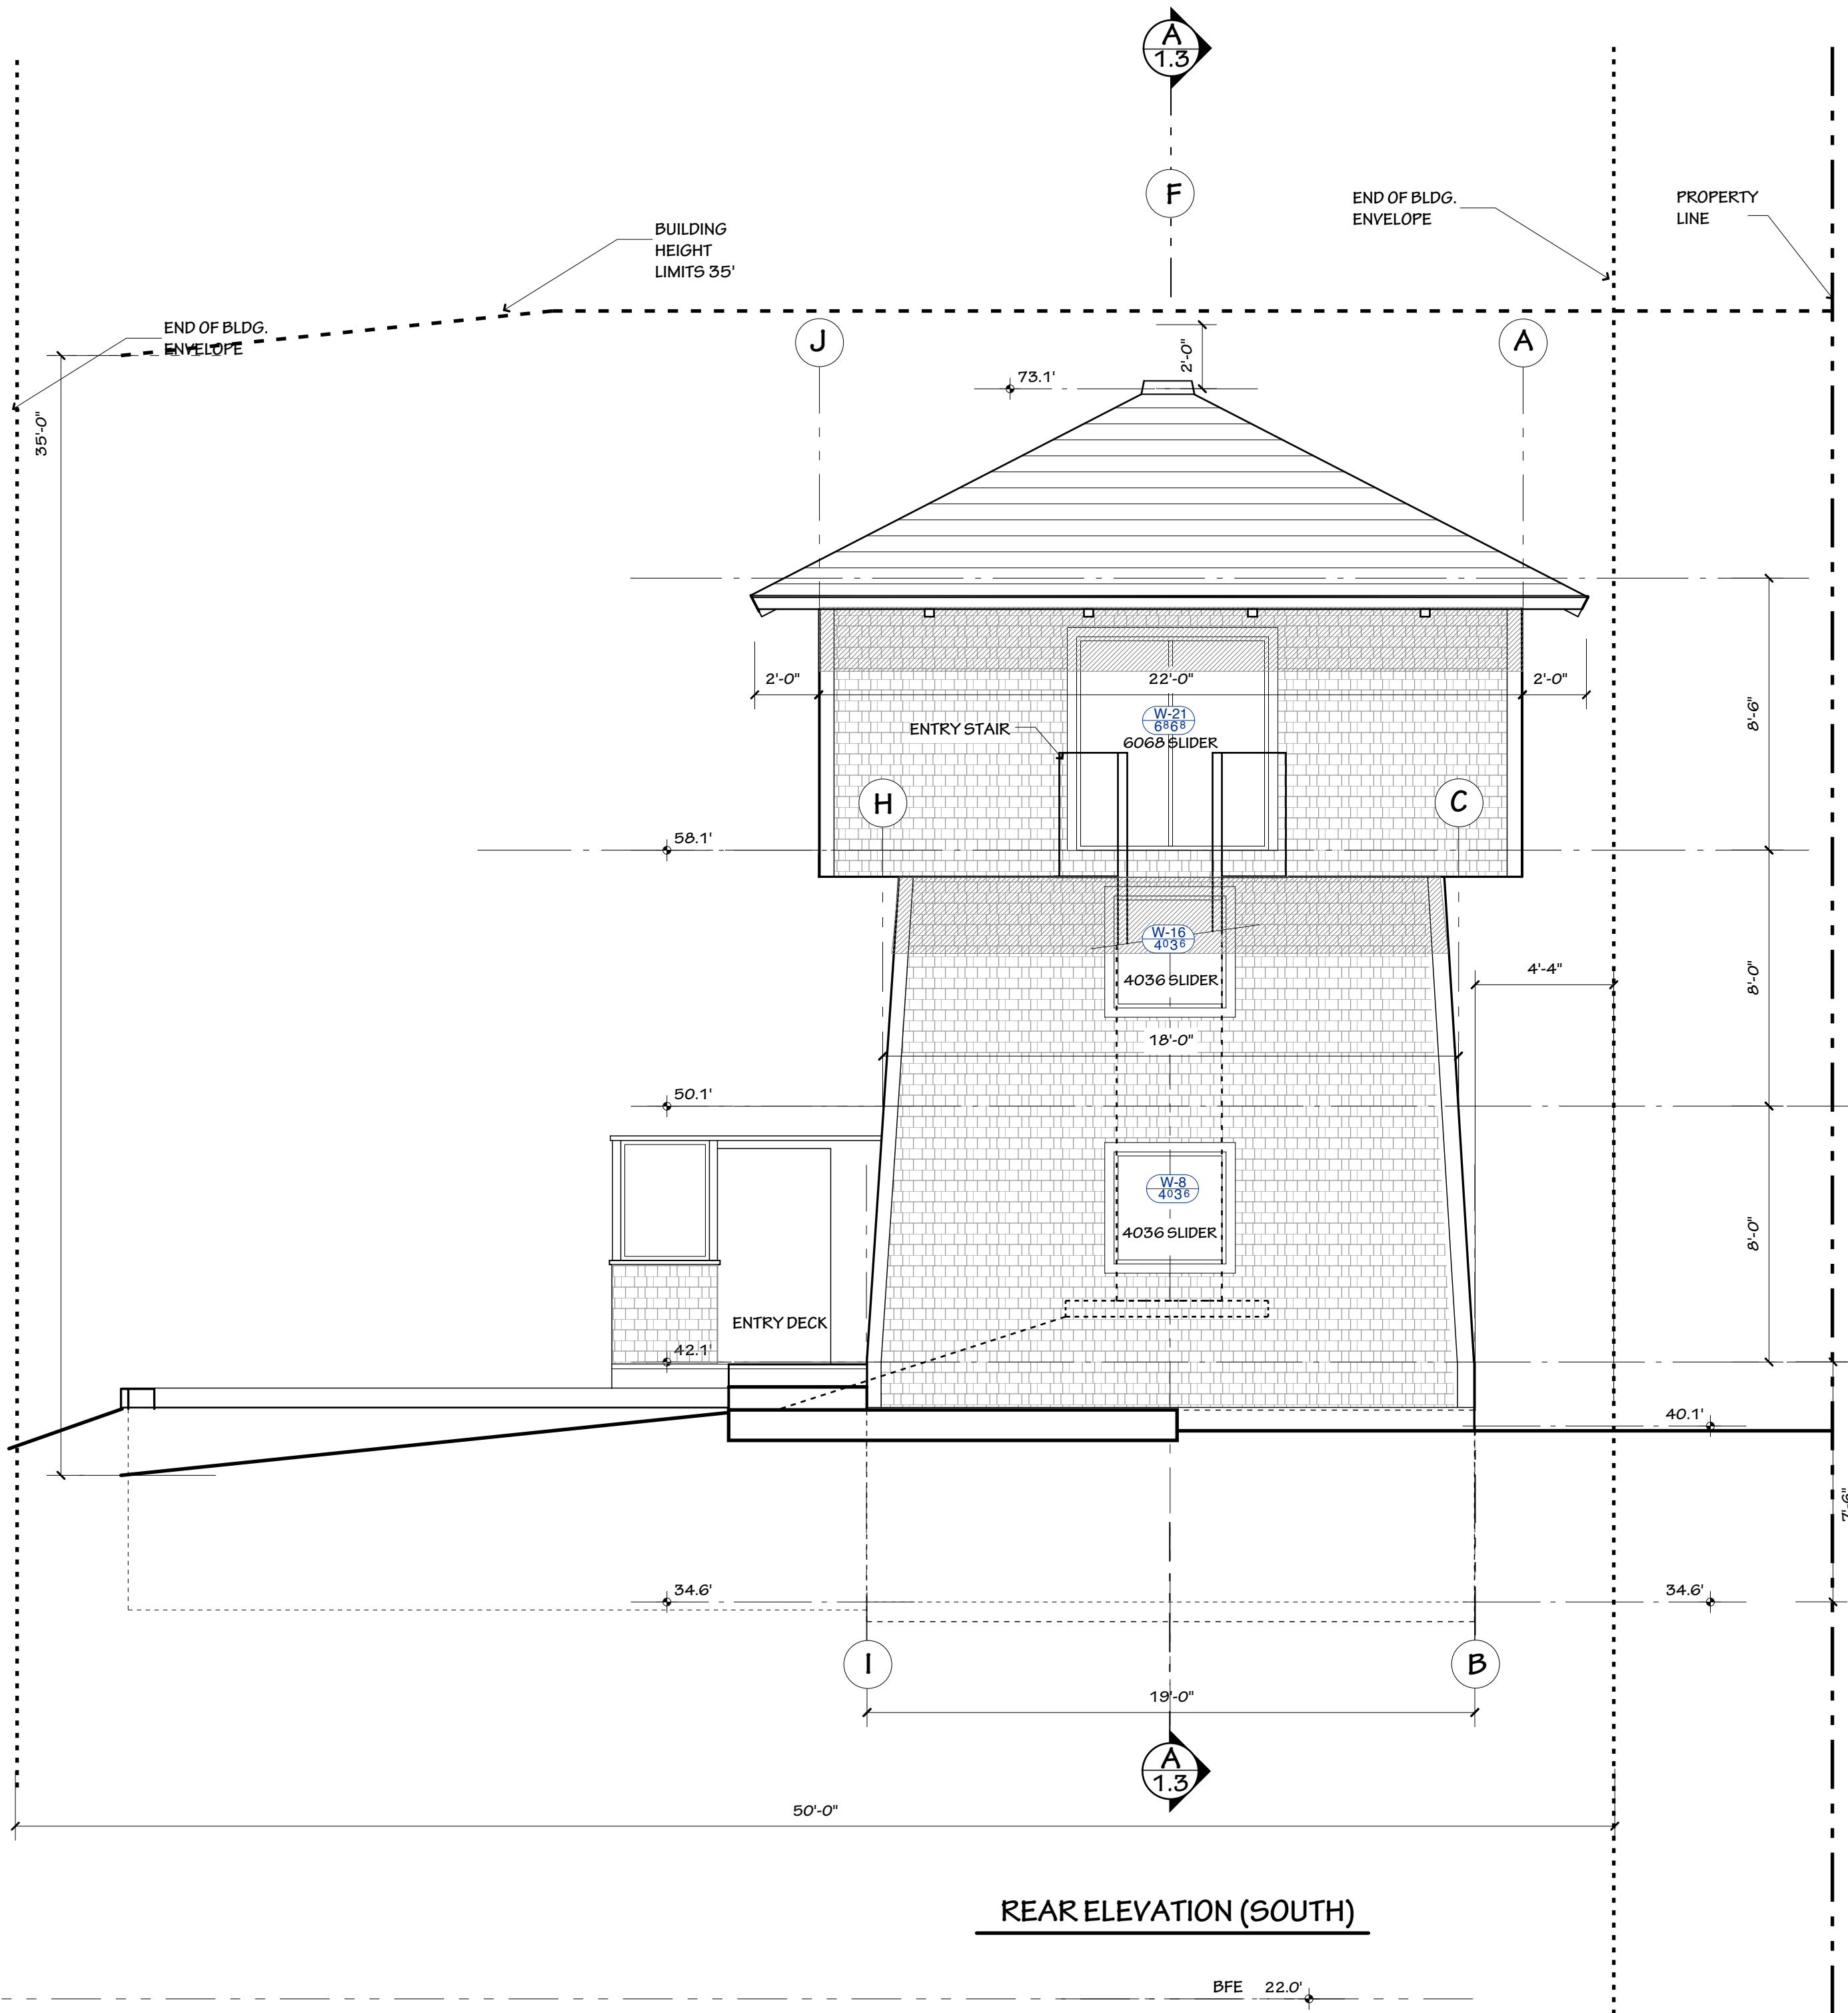 A
1.3
F
END OF BLDG.
ENVELOPE
PROPERTY
LINE
BUILDING
HEIGHT
LIMITS 35'
END OF BLDG.
ENVELOPE
J
A
2'-0"
73.1'
35'-0"
2'-0"
22'-0"
2'-0"
8'-6"
W-21
6868
6068 SLIDER
ENTRY STAIR
H
C
58.1'
W-16
4036
4036 SLIDER
4'-4"
8'-0"
18'-0"
50.1'
W-8
4036
4036 SLIDER
8'-0"
ENTRY DECK
42.1'
40.1'
7'-6"
34.6'
34.6'
I
B
19'-0"
A
1.3
50'-0"
REAR ELEVATION (SOUTH)
BFE 22.0'